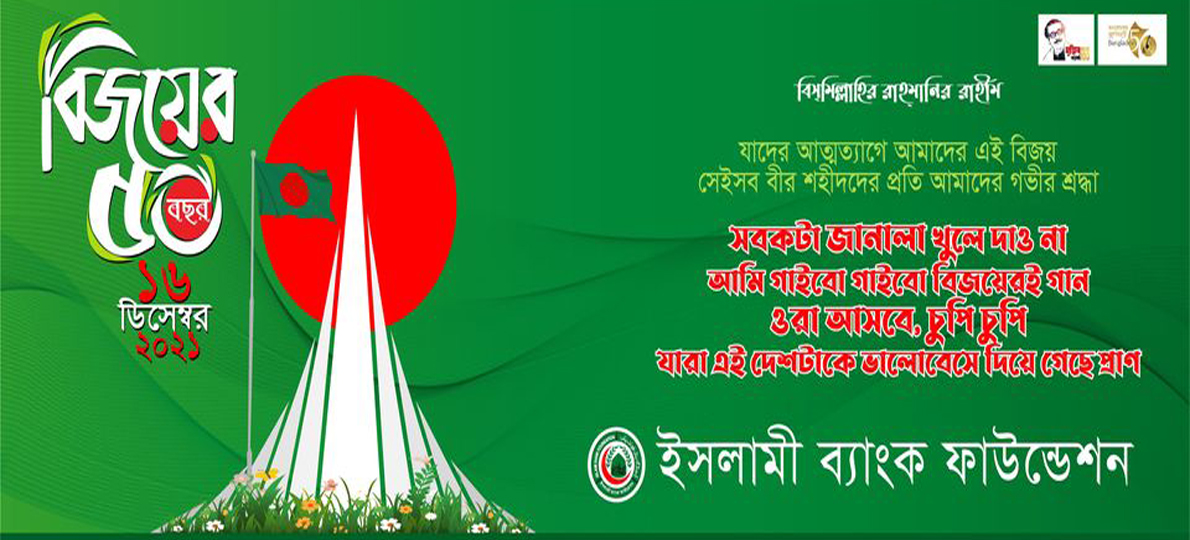 বিজয়ের
৫০
বছর
১৬
ডিসেম্বর
২০২১
বিসমিল্লাহির রাহমানির রাহীম
যাদের আত্মত্যাগে আমাদের এই বিজয়
সেইসব বীর শহীদদের প্রতি আমাদের গভীর শ্রদ্ধা
সবকটা জানালা খুলে দাও না
আমি গাইবো গাইবো বিজয়েরই গান
ওরা আসবে, চুপি চুপি
যারা এই দেশটাকে ভালোবেসে দিয়ে গেছে প্রাণ
ইসলামী ব্যাংক ফাউন্ডেশন